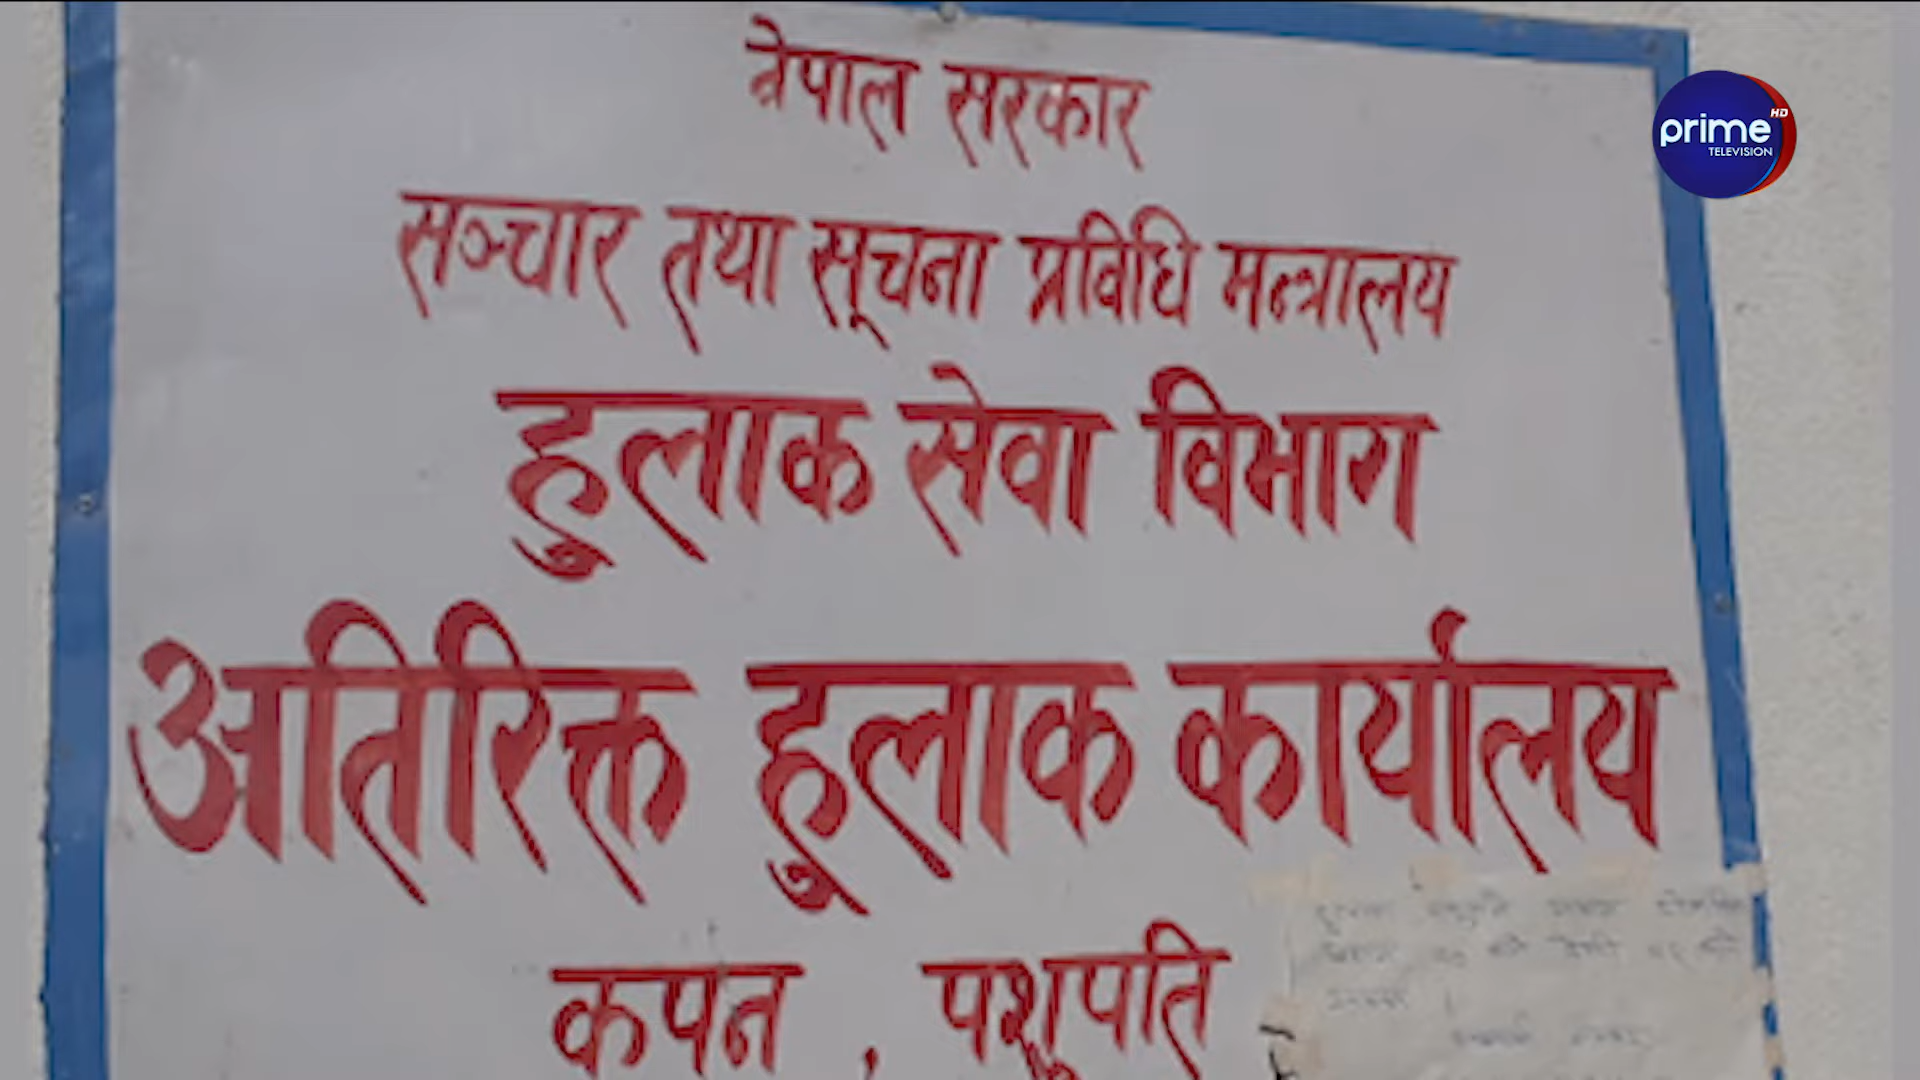 नेपाल सरकार
सञ्चार तथा सूचना प्रविधि मन्त्रालय
हुलाक सेवा विभाग
अतिरिक्त हुलाक कार्यालय
कपन, पशुपति
prime HD
TELEVISION